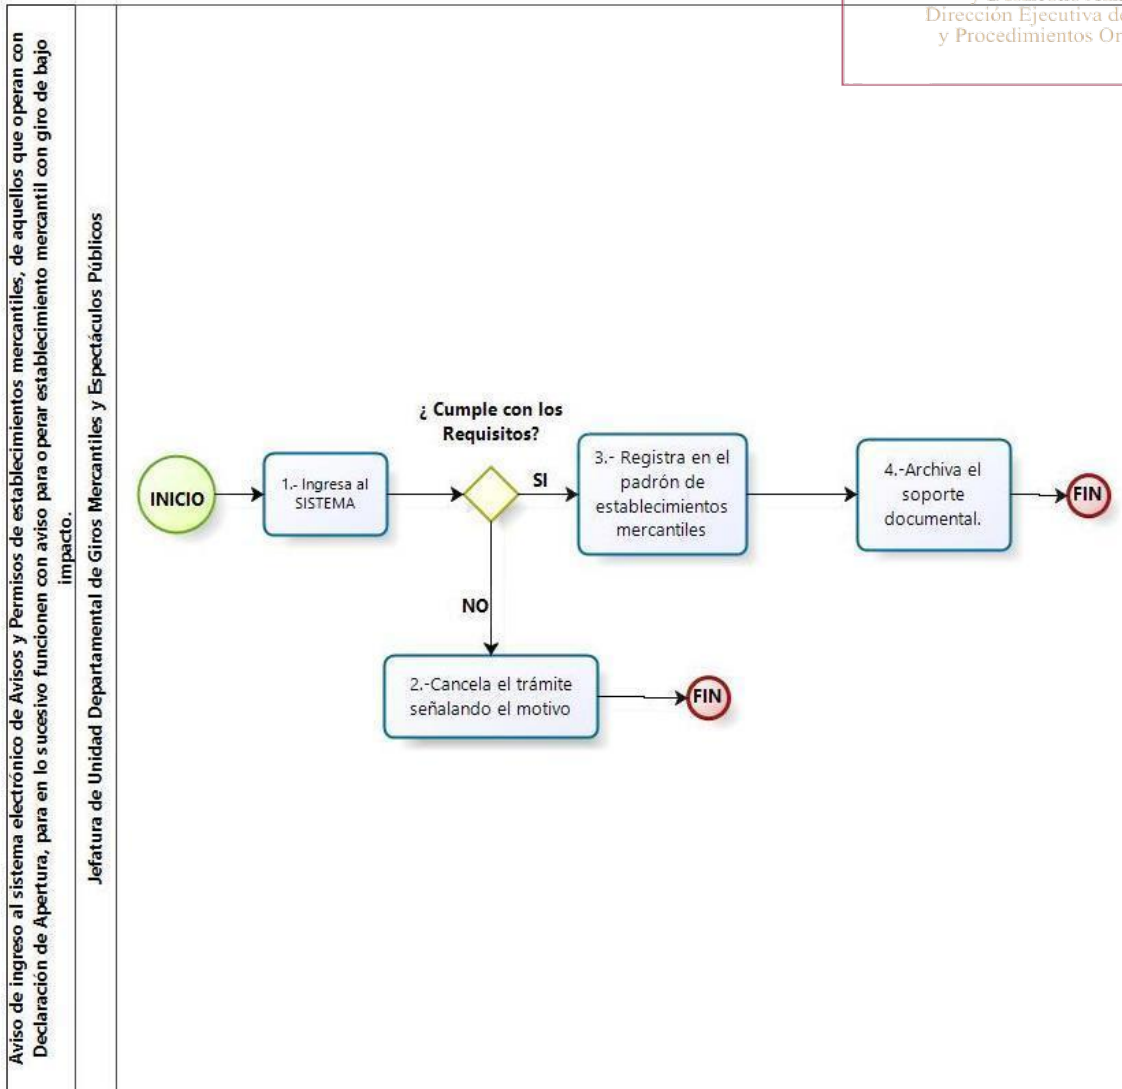 Dirección Ejecutiva de
y Procedimientos Or
Aviso de ingreso al sistema electrónico de Avisos y Permisos de establecimientos mercantiles, de aquellos que operan con
Declaración de Apertura, para en lo sucesivo funcionen con aviso para operar establecimiento mercantil con giro de bajo
impacto.
Jefatura de Unidad Departamental de Giros Mercantiles y Espectáculos Públicos
INICIO
1.- Ingresa al
SISTEMA
¿ Cumple con los
Requisitos?
SI
3.- Registra en el
padrón de
establecimientos
mercantiles
4.-Archiva el
soporte
documental.
FIN
NO
2.-Cancela el trámite
señalando el motivo
FIN